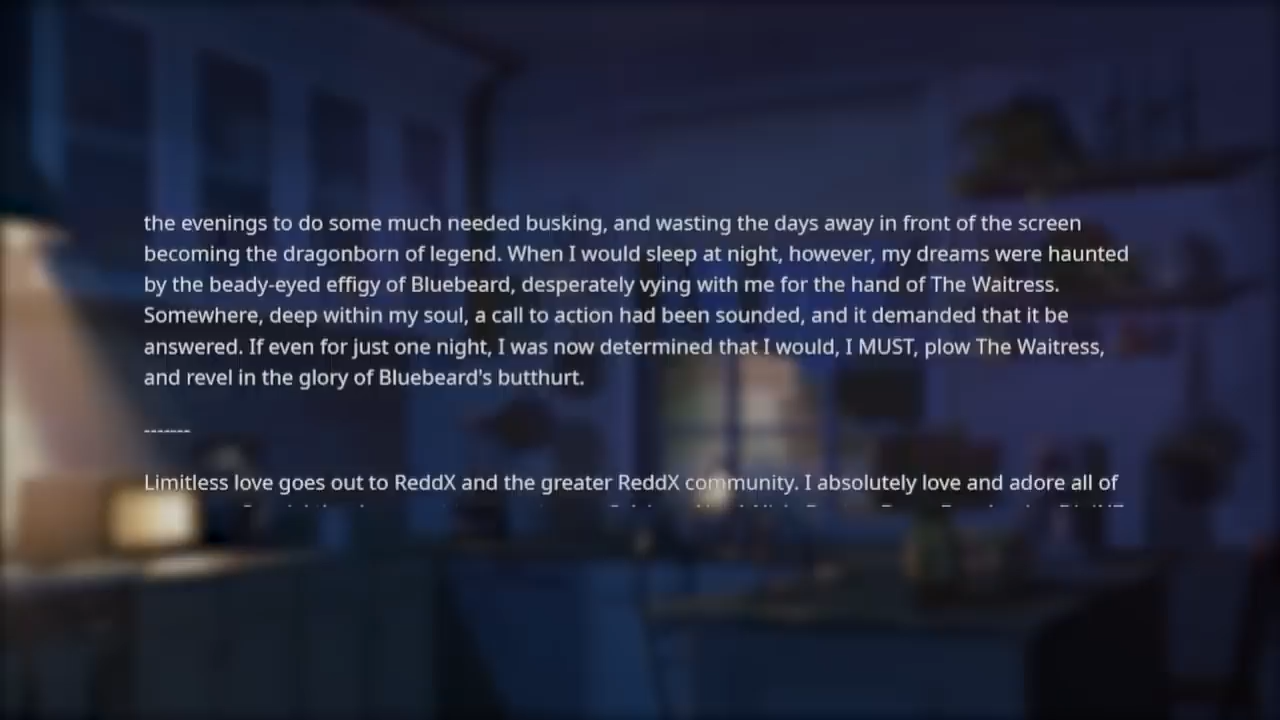 the evenings to do some much needed busking, and wasting the days away in front of the screen
becoming the dragonborn of legend. When I would sleep at night, however, my dreams were haunted
by the beady-eyed effigy of Bluebeard, desperately vying with me for the hand of The Waitress.
Somewhere, deep within my soul, a call to action had been sounded, and it demanded that it be
answered. If even for just one night, I was now determined that I would, I MUST, plow The Waitress,
and revel in the glory of Bluebeard's butthurt.
-------
Limitless love goes out to ReddX and the greater ReddX community. I absolutely love and adore all of